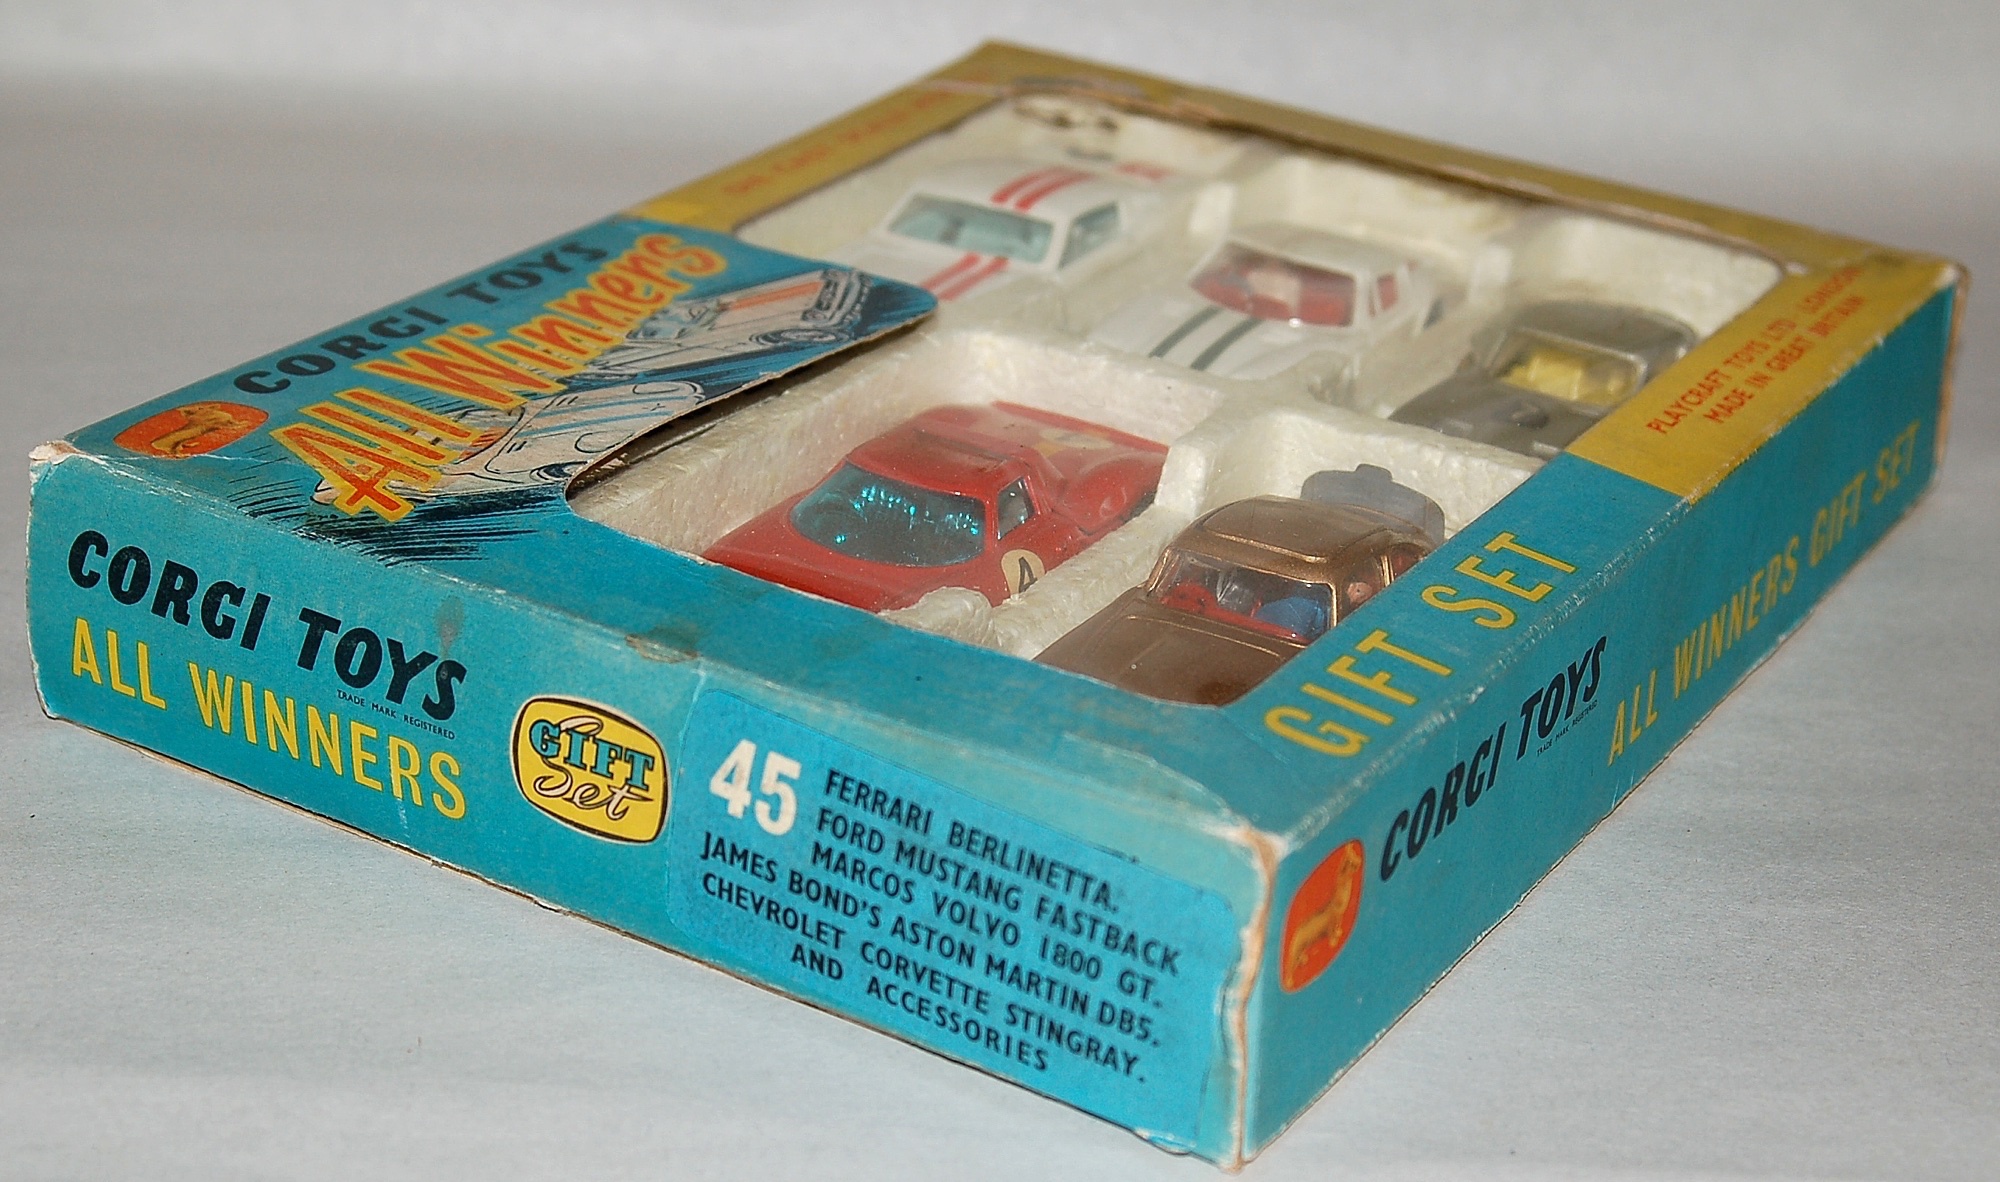 CORGI TOYS
All Winners
GIFT SET
PLAYCRAFT TOYS LTD. LONDON
MADE IN GREAT BRITAIN
4
CORGI TOYS
TRADE MARK REGISTERED
ALL WINNERS
GIFT
Set
45
FERRARI BERLINETTA.
FORD MUSTANG FASTBACK
MARCOS VOLVO 1800 GT.
JAMES BOND'S ASTON MARTIN DB5.
CHEVROLET CORVETTE STINGRAY.
AND ACCESSORIES
CORGI TOYS
TRADE MARK REGISTERED
ALL WINNERS GIFT SET